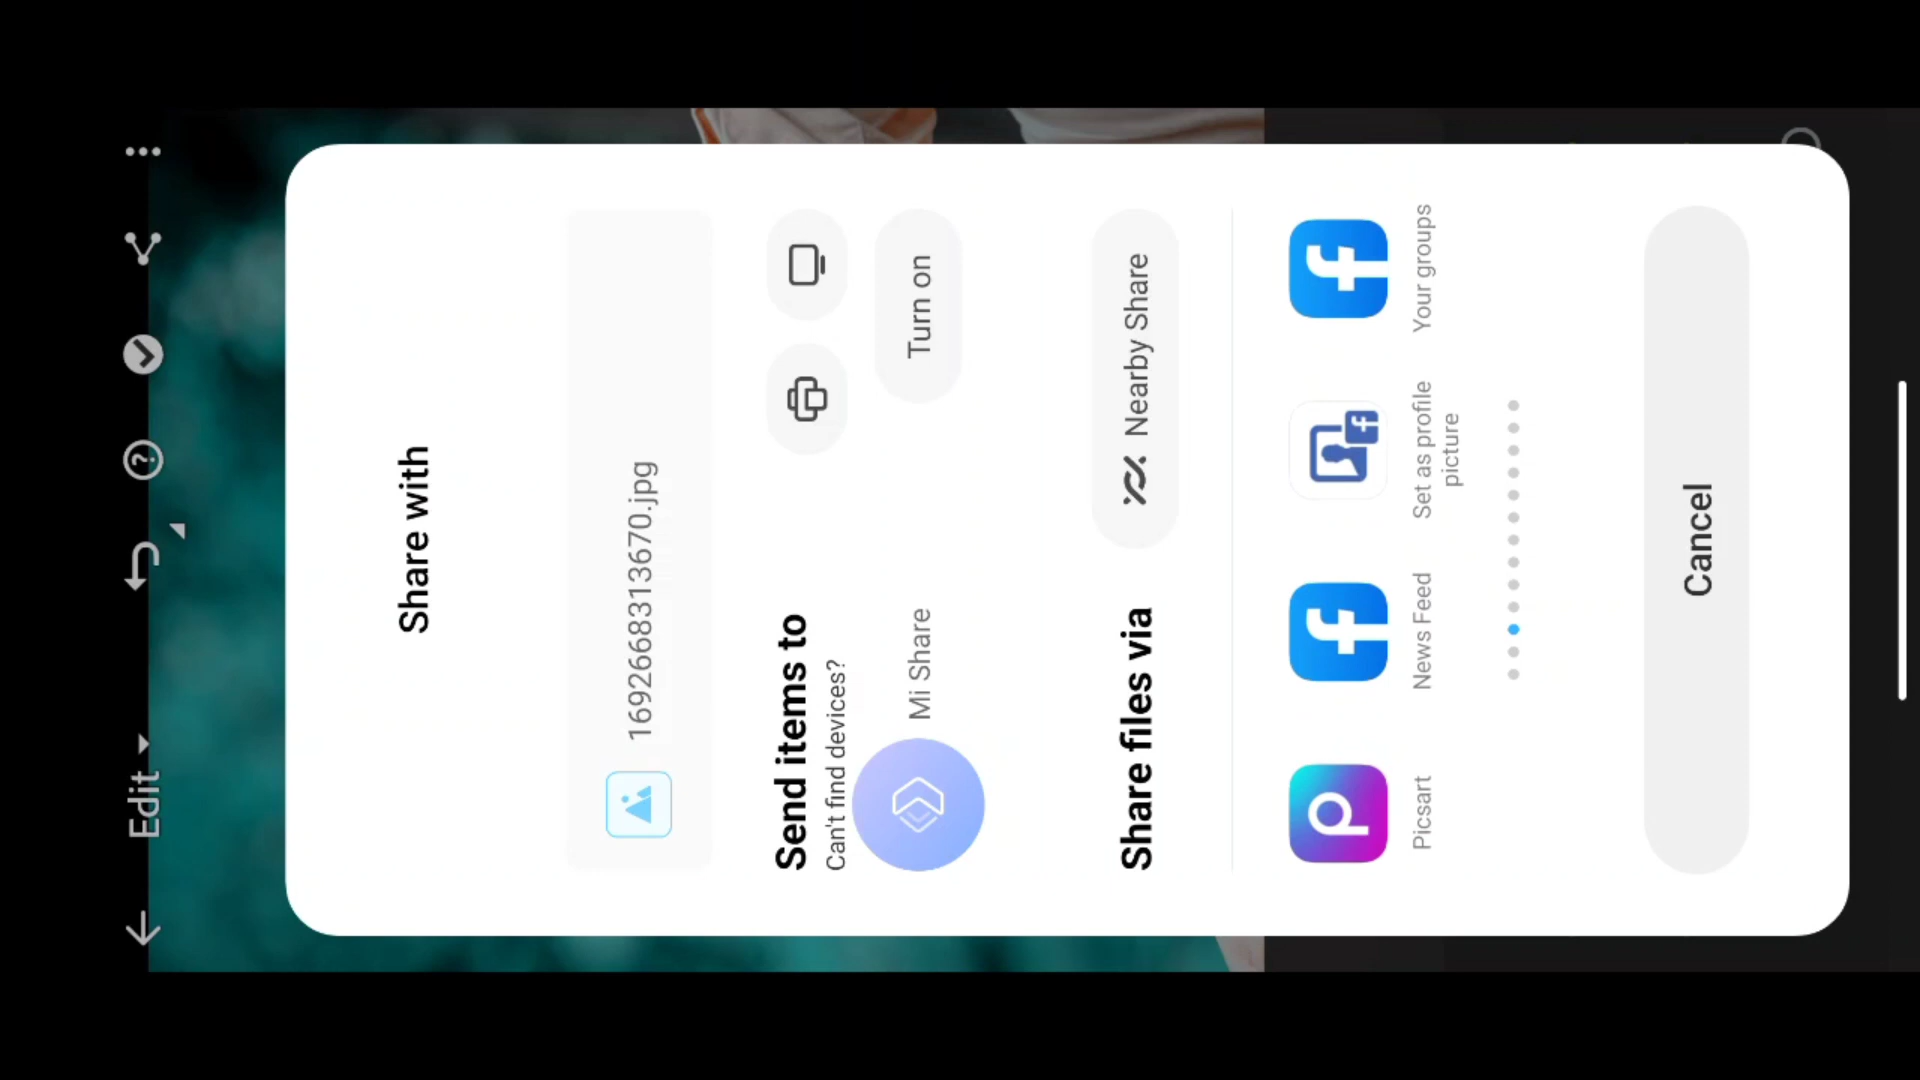 Edit
Share with
1692668313670.jpg
Send items to
Can't find devices?
Mi Share
Turn on
Share files via
Nearby Share
Picsart
News Feed
Set as profile
picture
Your groups
Cancel